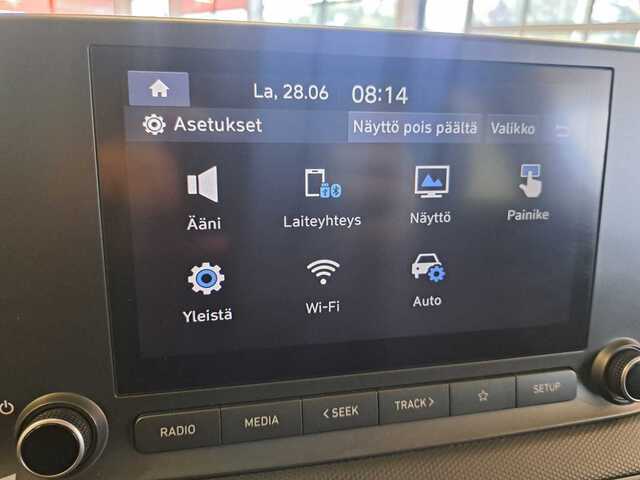 La, 28.06 08:14
Asetukset Näyttö pois päältä Valikko
Ääni Laiteyhteys Näyttö Painike
Yleistä Wi-Fi Auto
RADIO MEDIA <SEEK TRACK> ☆ SETUP